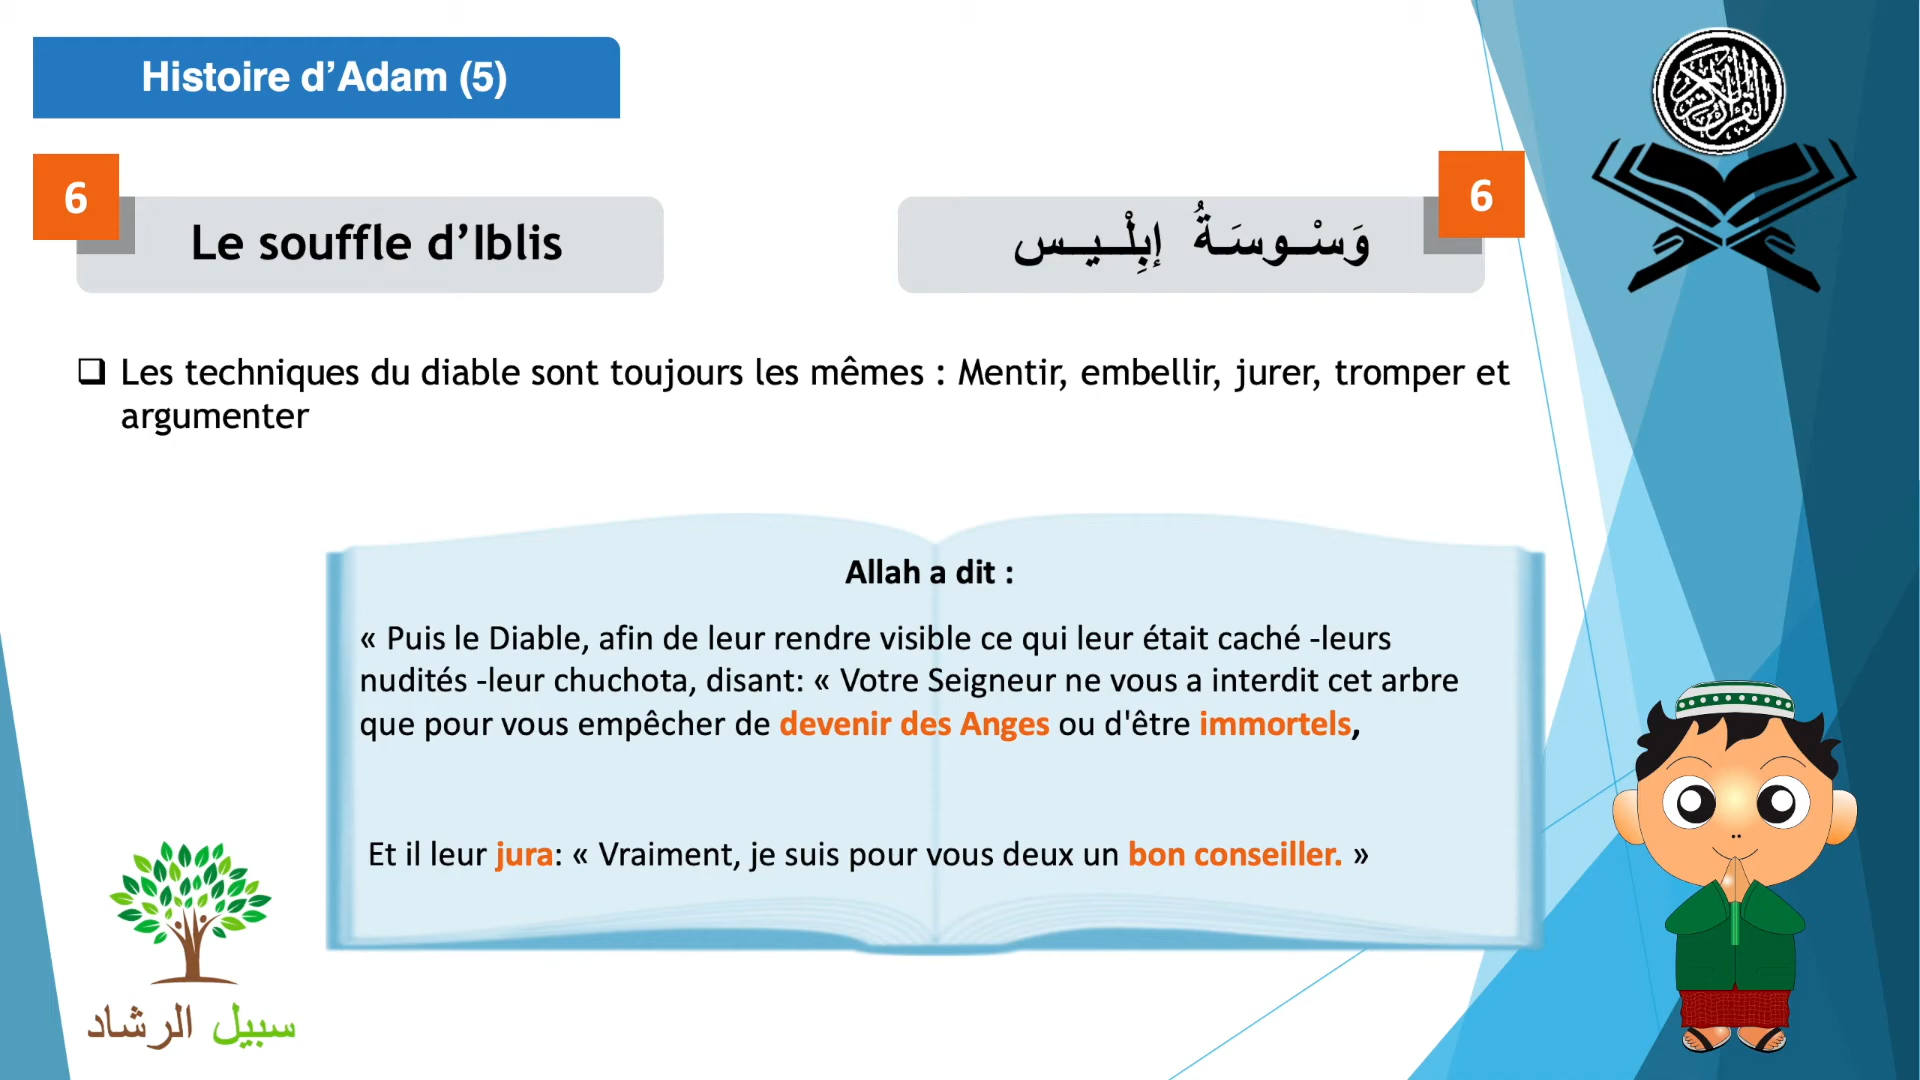 Histoire d’Adam (5)
6
Le souffle d’Iblis
6
وَسْوسَةُ إبِلْيس
❑ Les techniques du diable sont toujours les mêmes : Mentir, embellir, jurer, tromper et
argumenter
Allah a dit :
« Puis le Diable, afin de leur rendre visible ce qui leur était caché -leurs
nudités -leur chuchota, disant: « Votre Seigneur ne vous a interdit cet arbre
que pour vous empêcher de devenir des Anges ou d'être immortels,
Et il leur jura: « Vraiment, je suis pour vous deux un bon conseiller. »
سبيل الرشاد
القرآن الكريم